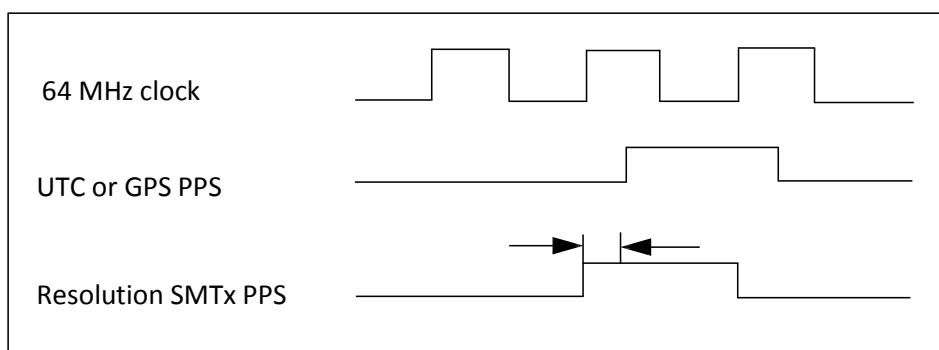 64 MHz clock
UTC or GPS PPS
Resolution SMTx PPS